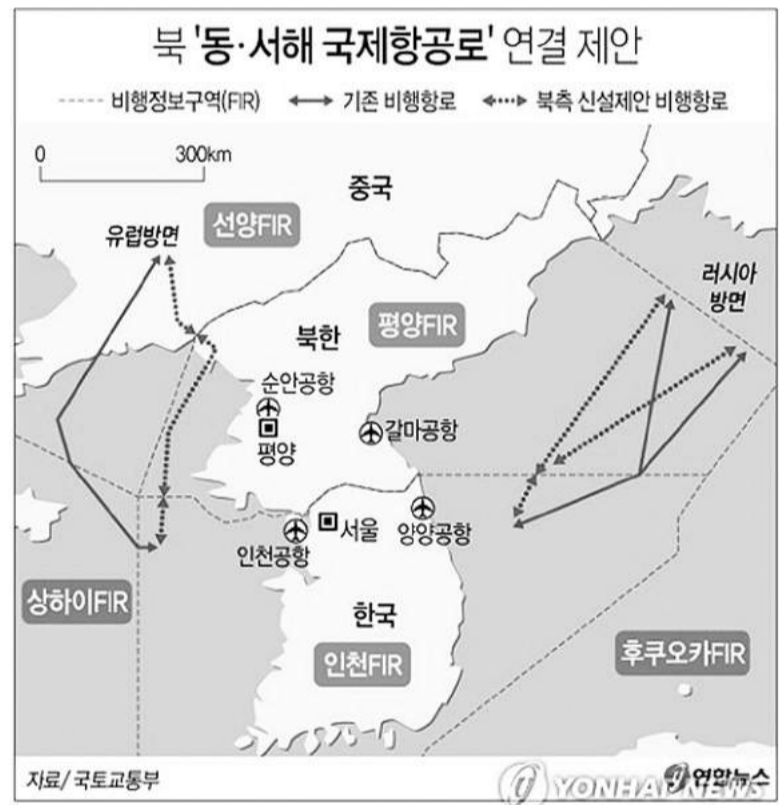 북 '동·서해 국제항공로' 연결 제안
비행정보구역(FIR) 기존 비행항로 북측 신설제안 비행항로
0 300km
중국
선양FIR
유럽방면
러시아
방면
평양FIR
북한
순안공항
갈마공항
평양
서울
양양공항
인천공항
상하이FIR
한국
후쿠오카FIR
인천FIR
자료/ 국토교통부
연합뉴스
YONHAP NEWS